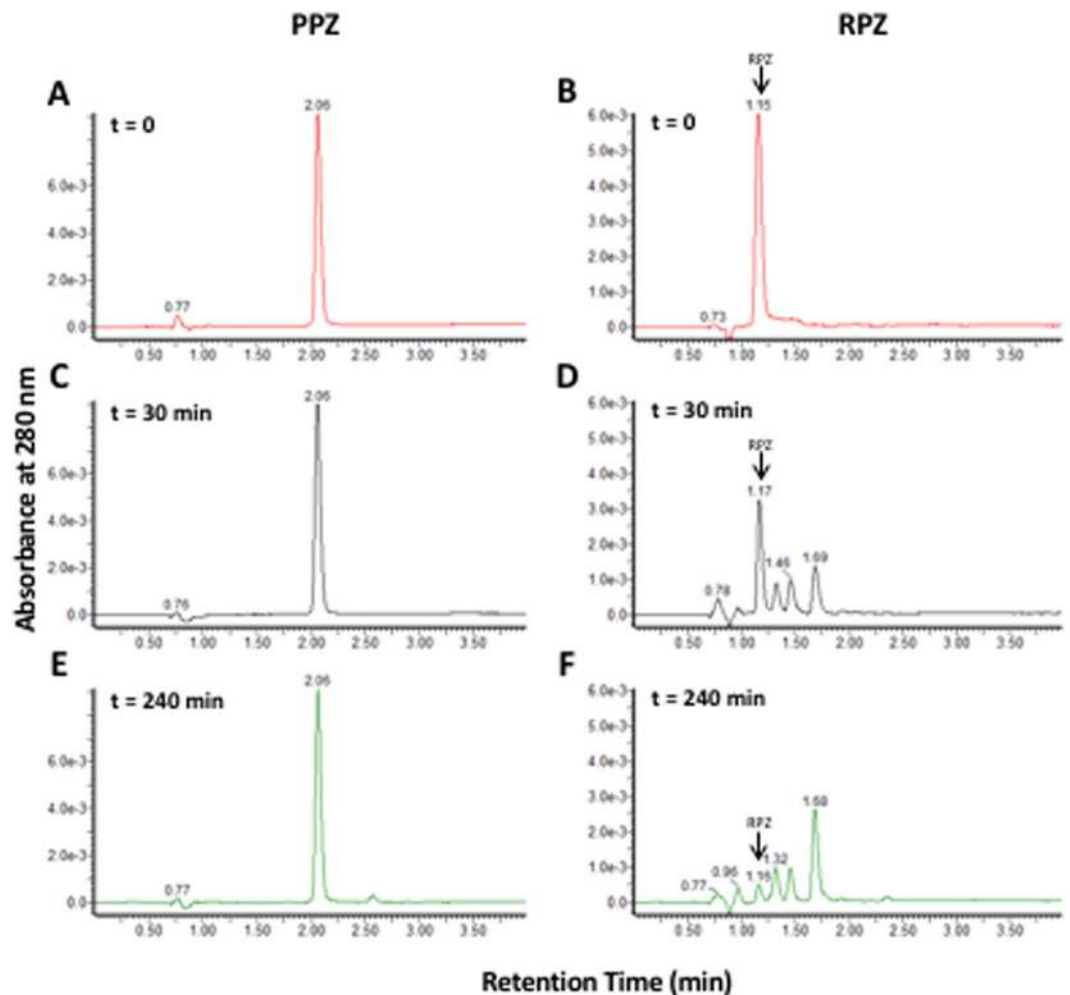 PPZ
RPZ
A
t = 0
2.06
6.0e-3
4.0e-3
2.0e-3
0.0
0.77
0.50 1.00 1.50 2.00 2.50 3.00 3.50
B
t = 0
RPZ
1.15
6.0e-3
5.0e-3
4.0e-3
3.0e-3
2.0e-3
1.0e-3
0.0
0.73
0.50 1.00 1.50 2.00 2.50 3.00 3.50
C
t = 30 min
2.06
6.0e-3
4.0e-3
2.0e-3
0.0
0.76
0.50 1.00 1.50 2.00 2.50 3.00 3.50
D
t = 30 min
RPZ
1.17
6.0e-3
5.0e-3
4.0e-3
3.0e-3
2.0e-3
1.0e-3
0.0
0.78
1.46
1.69
0.50 1.00 1.50 2.00 2.50 3.00 3.50
E
t = 240 min
2.06
6.0e-3
4.0e-3
2.0e-3
0.0
0.77
0.50 1.00 1.50 2.00 2.50 3.00 3.50
F
t = 240 min
RPZ
6.0e-3
5.0e-3
4.0e-3
3.0e-3
2.0e-3
1.0e-3
0.0
0.77
0.96
1.16
1.32
1.68
0.50 1.00 1.50 2.00 2.50 3.00 3.50
Absorbance at 280 nm
Retention Time (min)